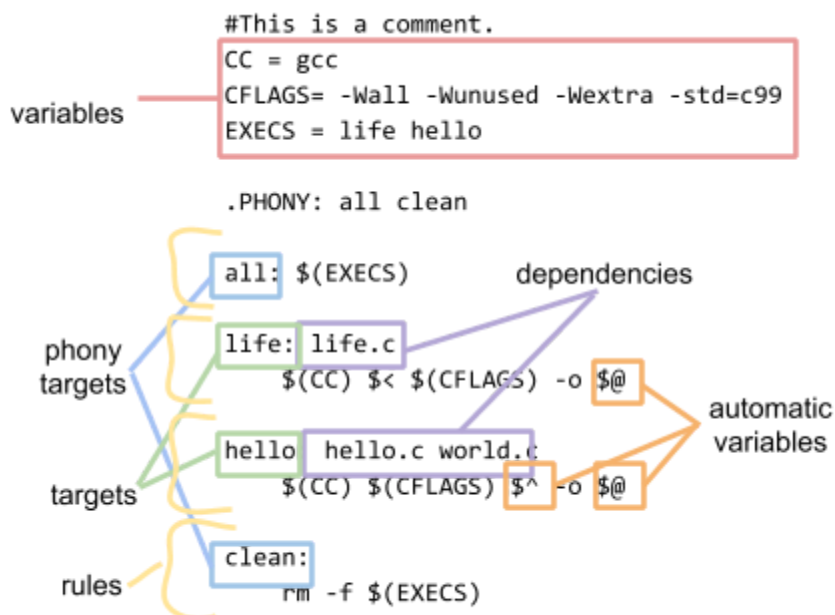 #This is a comment.
CC = gcc
CFLAGS= -Wall -Wunused -Wextra -std=c99
variables
EXECS = life hello
.PHONY: all clean
all: $(EXECS)
dependencies
life: life.c
phony
targets
$(CC) $< $(CFLAGS) -o $@
automatic
variables
hello hello.c world.c
$(CC) $(CFLAGS) $^ -o $@
targets
clean:
rules
rm -f $(EXECS)